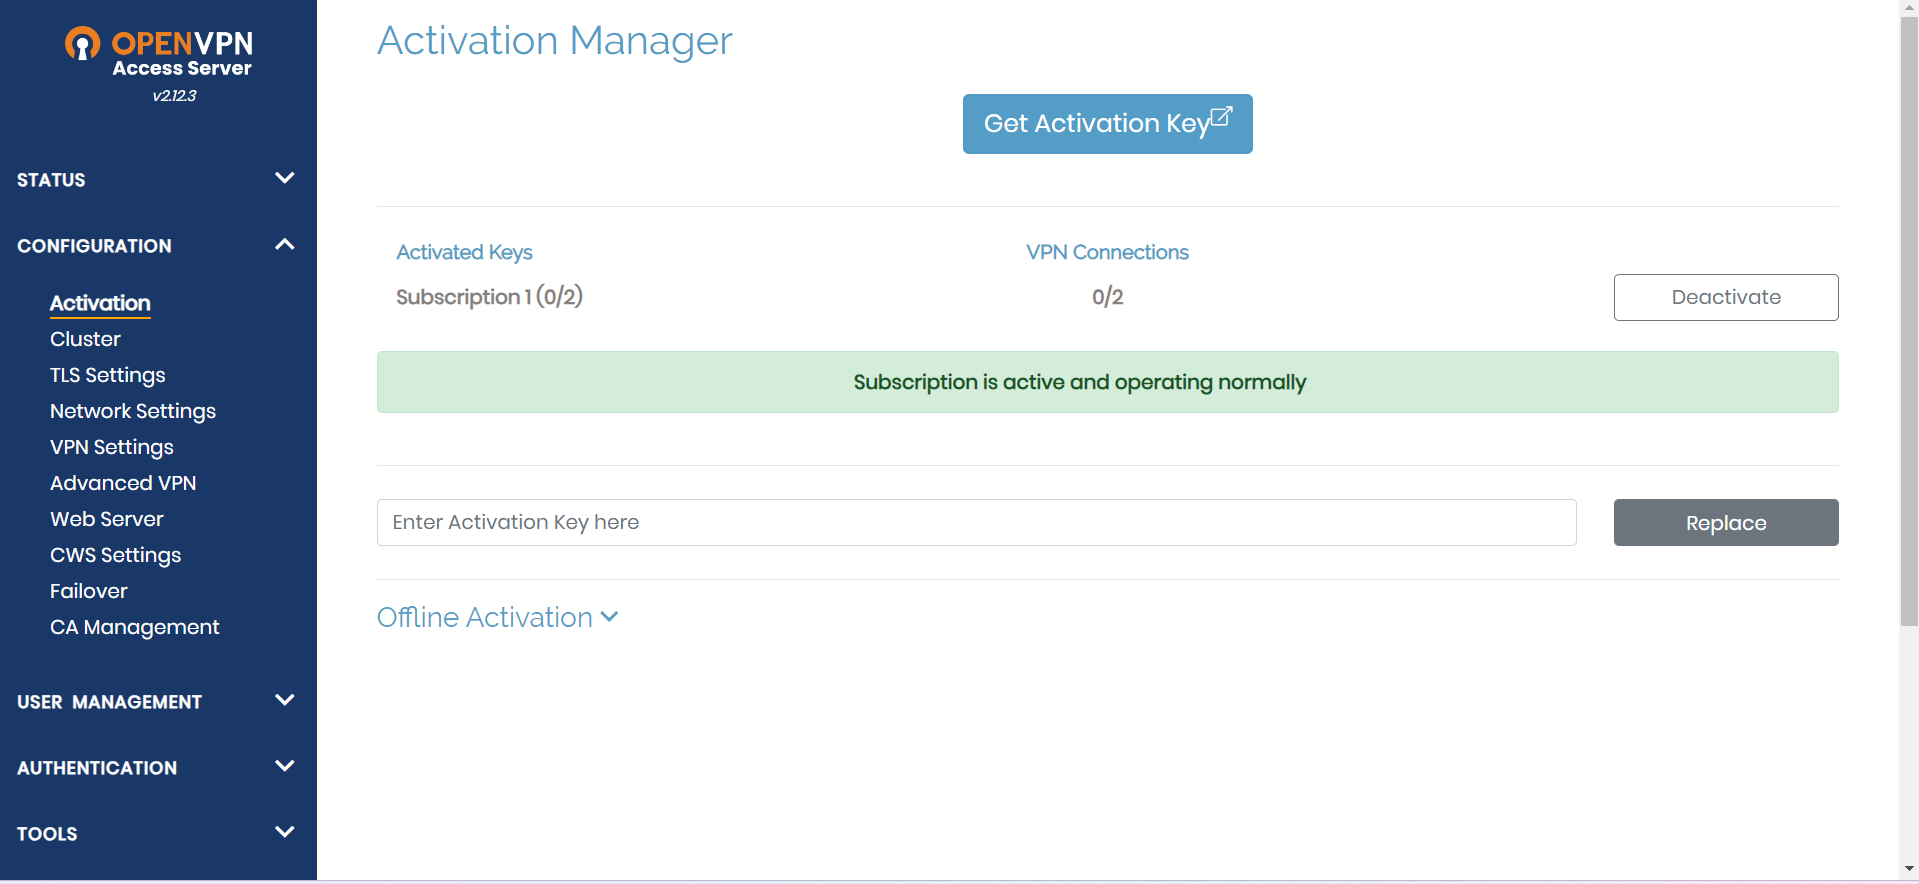 OPENVPN
Access Server
v2.12.3
STATUS
CONFIGURATION
Activation
Cluster
TLS Settings
Network Settings
VPN Settings
Advanced VPN
Web Server
CWS Settings
Failover
CA Management
USER MANAGEMENT
AUTHENTICATION
TOOLS
Activation Manager
Get Activation Key
Activated Keys VPN Connections
Subscription 1 (0/2) 0/2 Deactivate
Subscription is active and operating normally
Enter Activation Key here Replace
Offline Activation